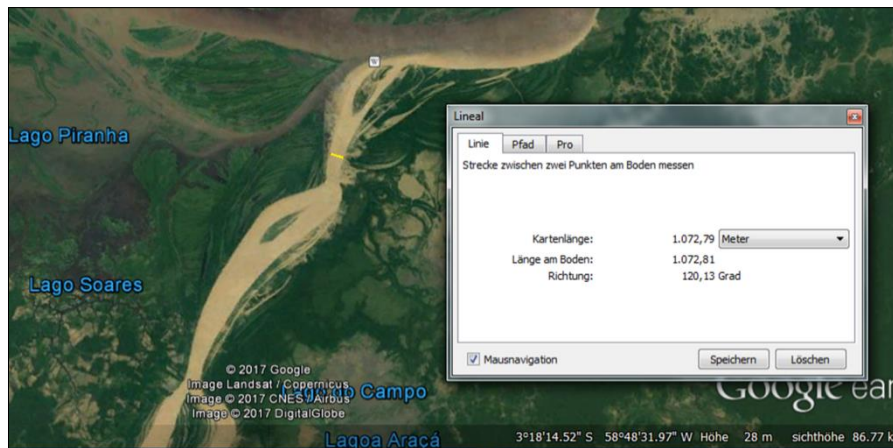 Lago Piranha
W
Lago Soares
Lineal
Linie Pfad Pro
Strecke zwischen zwei Punkten am Boden messen
Kartenlänge: 1.072,79 Meter
Länge am Boden: 1.072,81
Richtung: 120,13 Grad
Mausnavigation Speichern Löschen
© 2017 Google
Image Landsat / Copernicus
Image © 2017 CNES / Airbus
Image © 2017 DigitalGlobe
Lago do Campo
Google ear
Lagoa Araçá
3°18'14.52" S 58°48'31.97" W Höhe 28 m sichthöhe 86.77